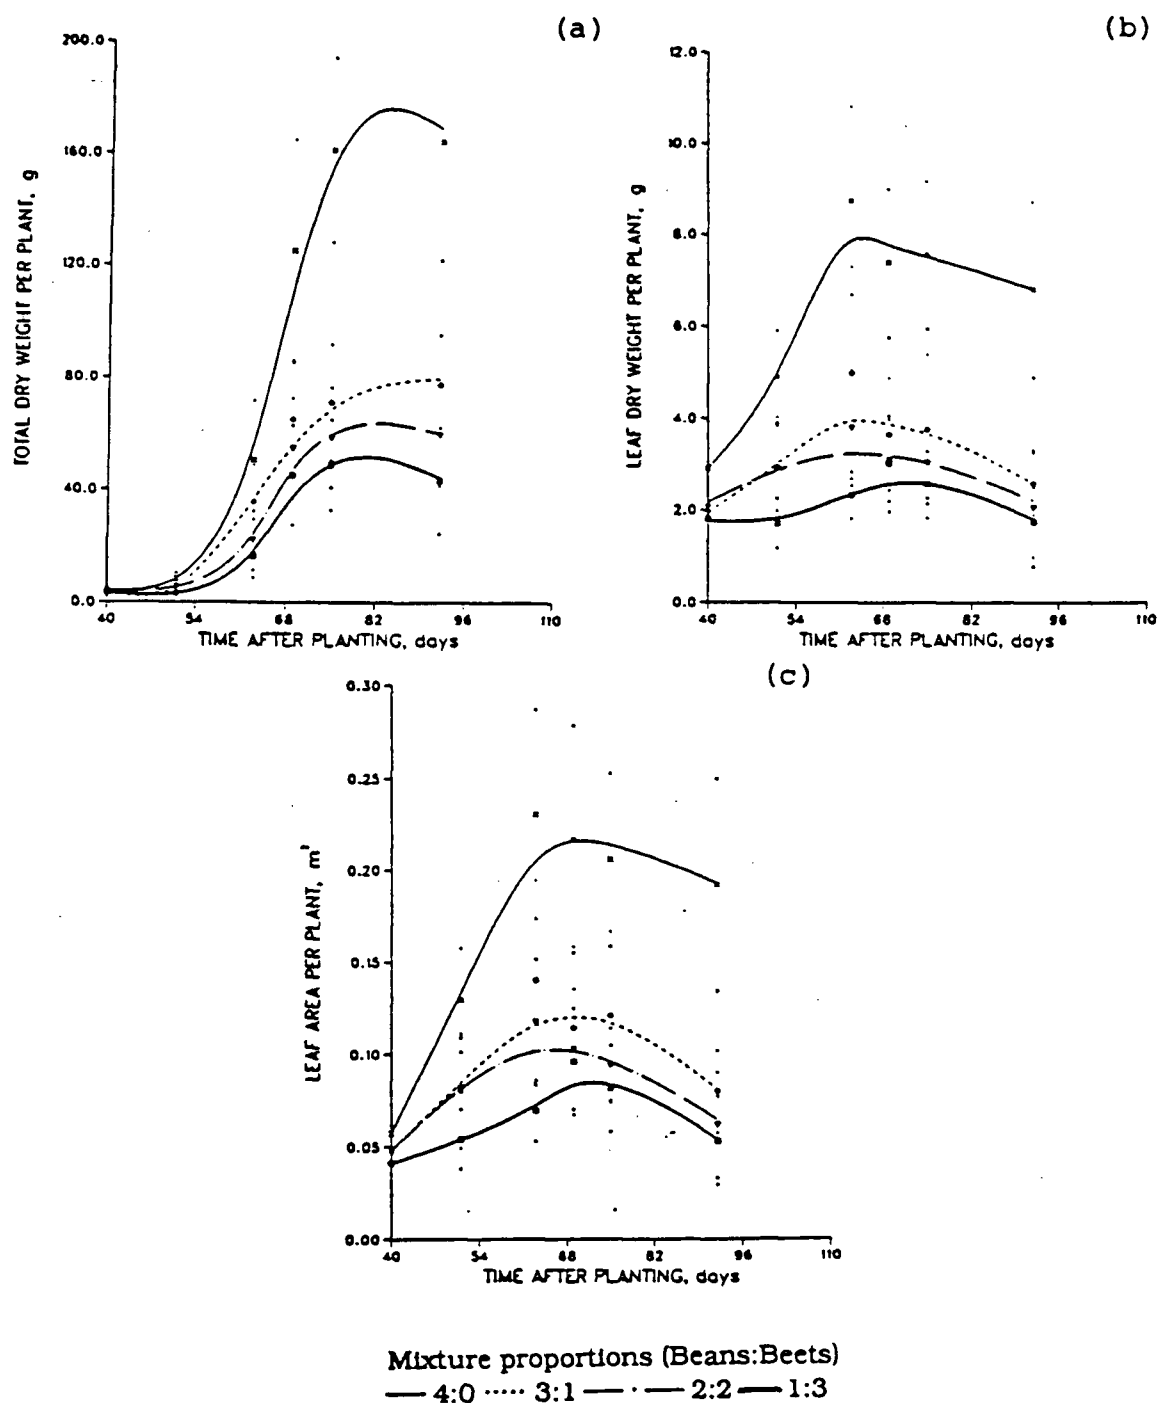 (a)
200.0
160.0
120.0
80.0
40.0
0.0
TOTAL DRY WEIGHT PER PLANT, g
40 54 68 82 96 110
TIME AFTER PLANTING, days
(b)
12.0
10.0
8.0
6.0
4.0
2.0
0.0
LEAF DRY WEIGHT PER PLANT, g
40 54 68 82 96 110
TIME AFTER PLANTING, days
(c)
0.30
0.25
0.20
0.15
0.10
0.05
0.00
LEAF AREA PER PLANT, m²
40 54 68 82 96 110
TIME AFTER PLANTING, days
Mixture proportions (Beans:Beets)
4:0 3:1 2:2 1:3